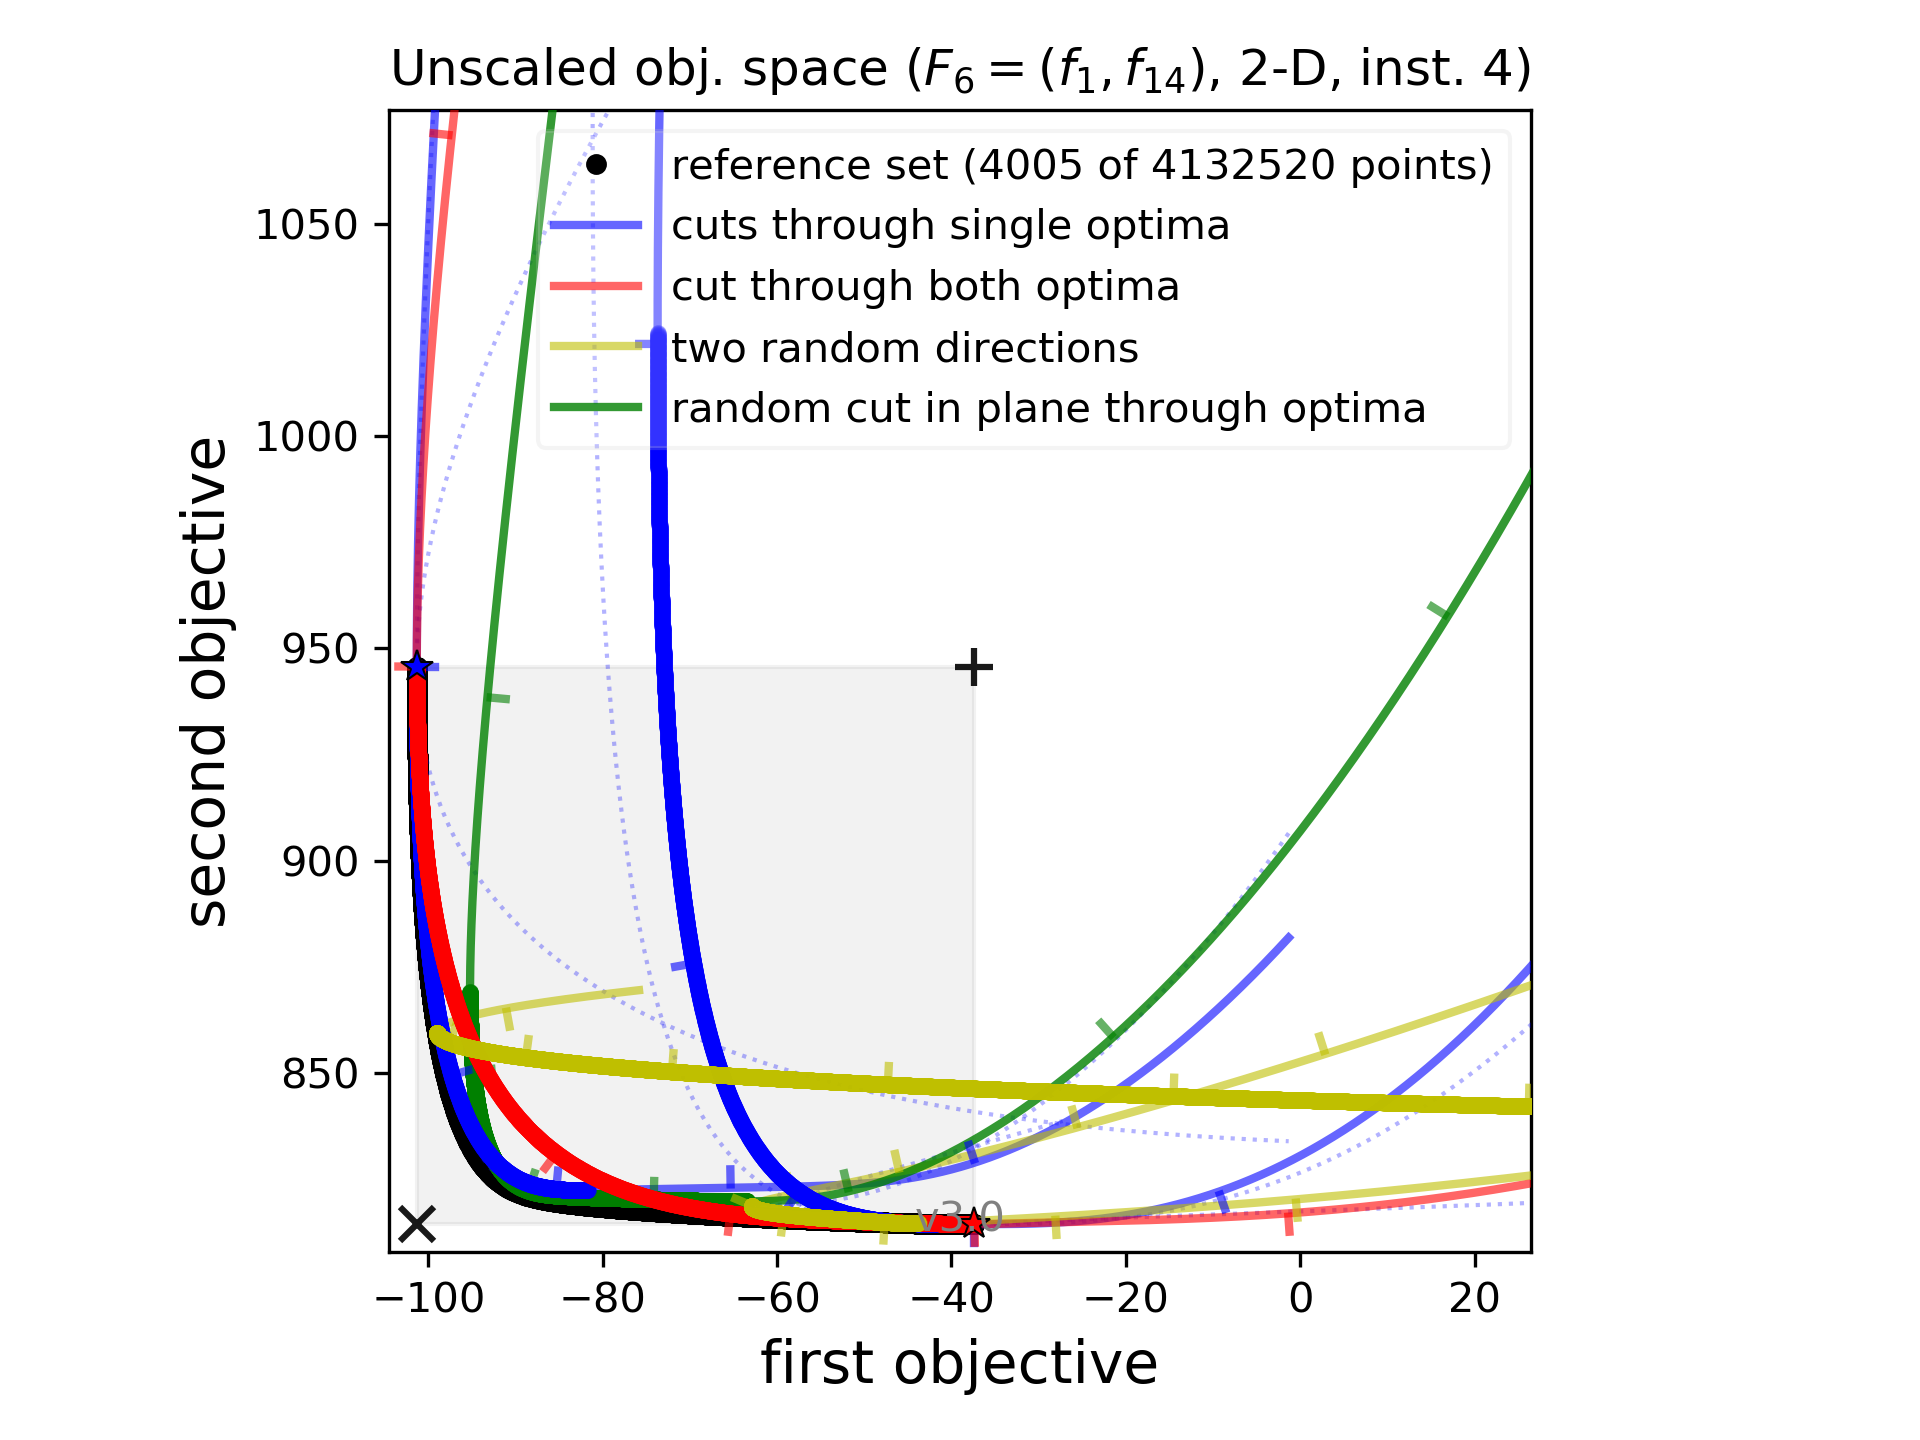 Unscaled obj. space (F₆ = (f₁, f₁₄), 2-D, inst. 4)
reference set (4005 of 4132520 points)
cuts through single optima
cut through both optima
two random directions
random cut in plane through optima
1050
1000
950
900
850
second objective
v3.0
−100
−80
−60
−40
−20
0
20
first objective